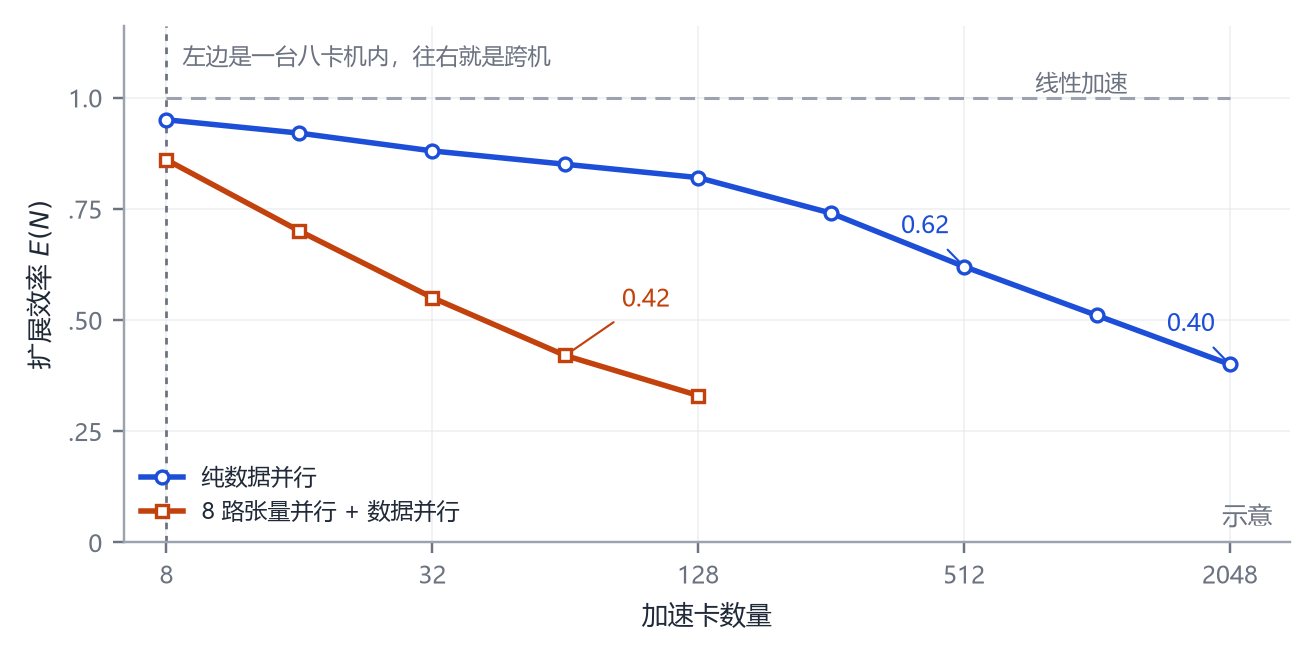 左边是一台八卡机内，往右就是跨机
线性加速
1.0
.75
.50
.25
0
扩展效率 E(N)
0.62
0.42
0.40
纯数据并行
8 路张量并行 + 数据并行
示意
8 32 128 512 2048
加速卡数量